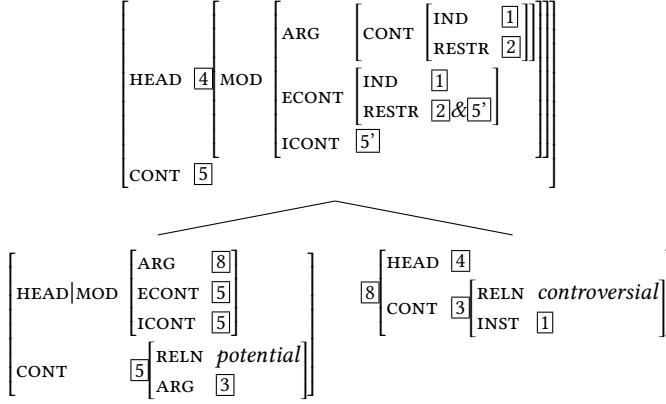 ARG CONT IND 1
RESTR 2
HEAD 4 MOD ECONT IND 1
RESTR 2&5'
ICONT 5'
CONT 5
HEAD|MOD ARG 8
ECONT 5
ICONT 5
CONT 5 RELN potential
ARG 3
8 HEAD 4
CONT 3 RELN controversial
INST 1